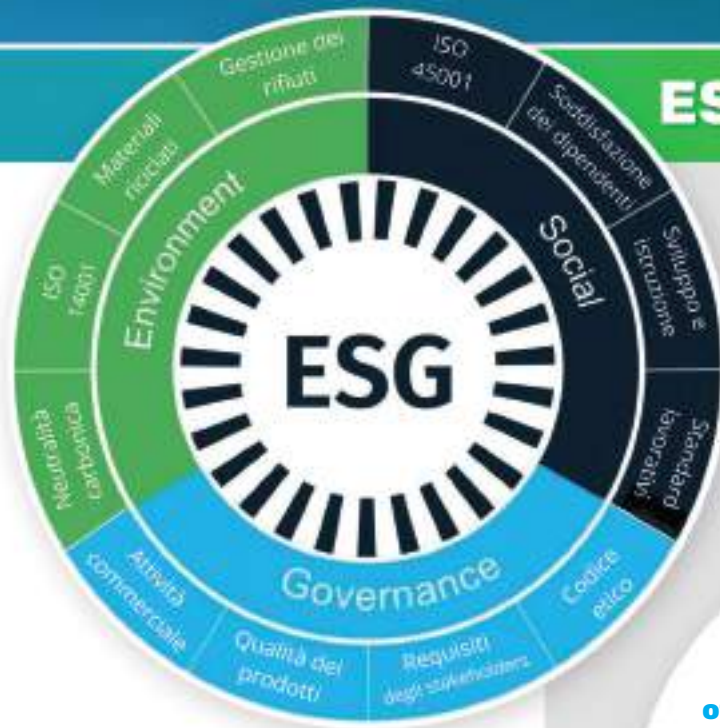 ES
Gestione dei
rifiuti
ISO
45001
Soddisfazione
dei dipendenti
Sviluppo e
istruzione
Standard
lavorativi
Codice
etico
Requisiti
degli stakeholders
Qualità dei
prodotti
Attività
commerciale
Neutralità
carbonica
ISO
14001
Materiali
riciclati
Environment
Social
Governance
ESG